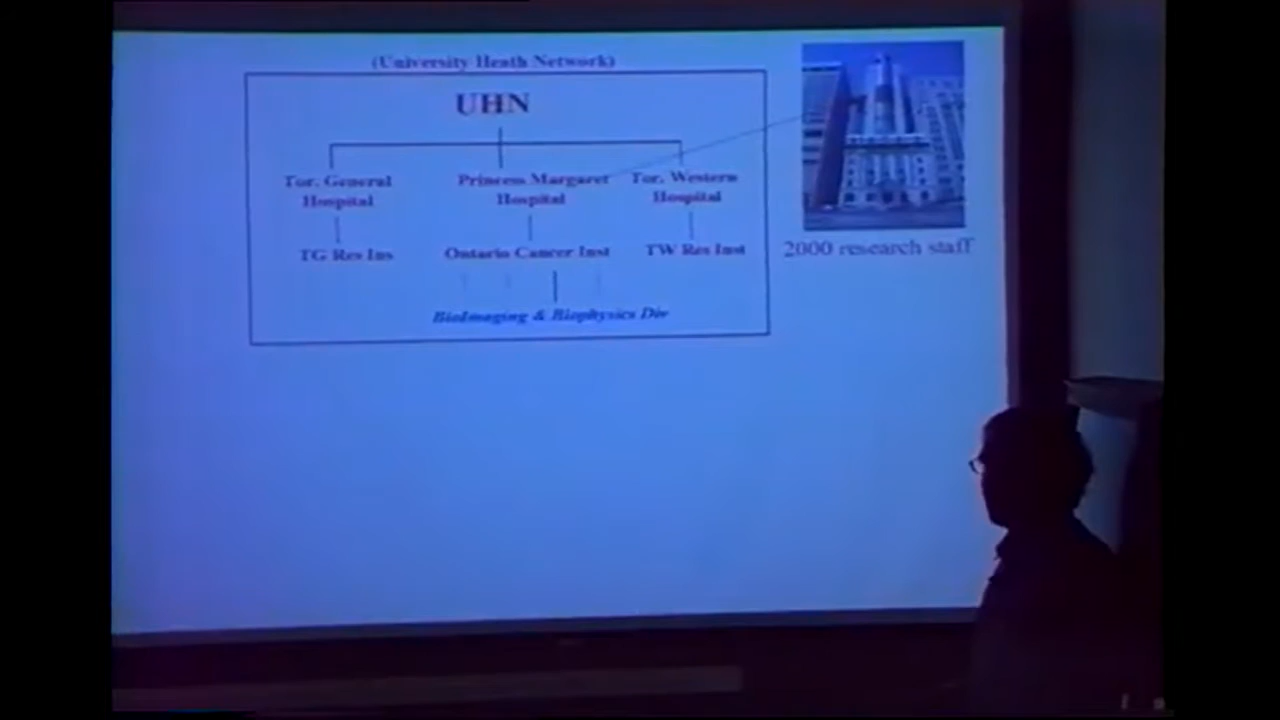 (University Heath Network)
UHN
Tor. General
Hospital
Princess Margaret
Hospital
Tor. Western
Hospital
TG Res Ins
Ontario Cancer Inst
TW Res Inst
BioImaging & Biophysics Div
2000 research staff